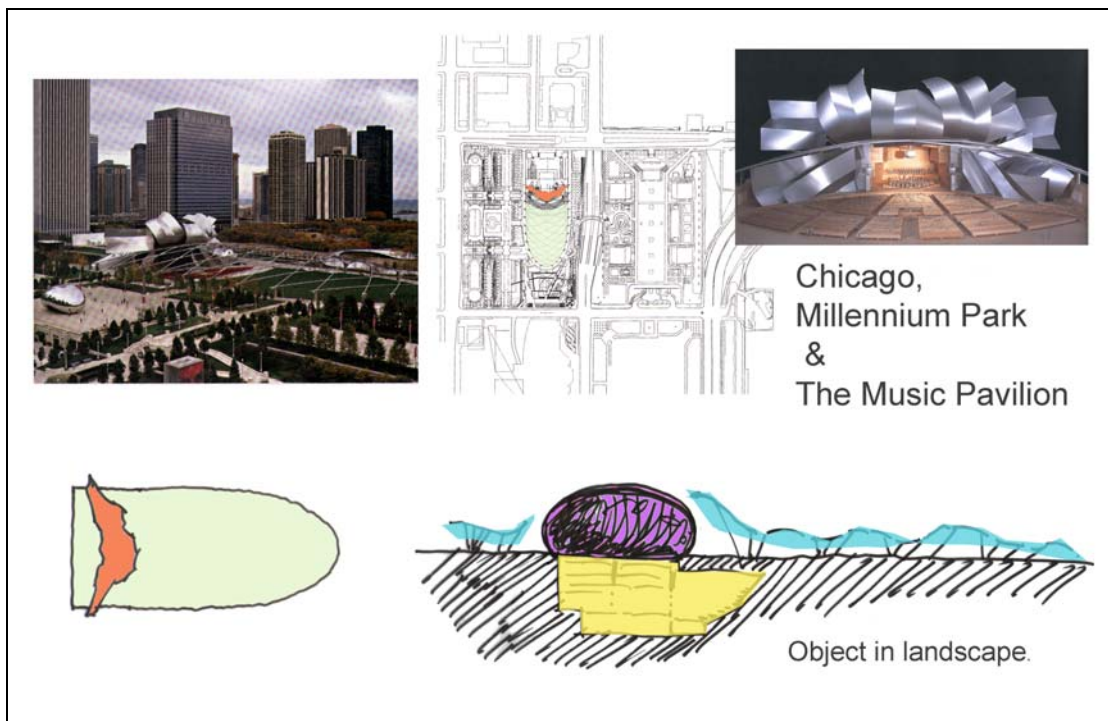 Chicago,
Millennium Park
&
The Music Pavilion
Object in landscape.